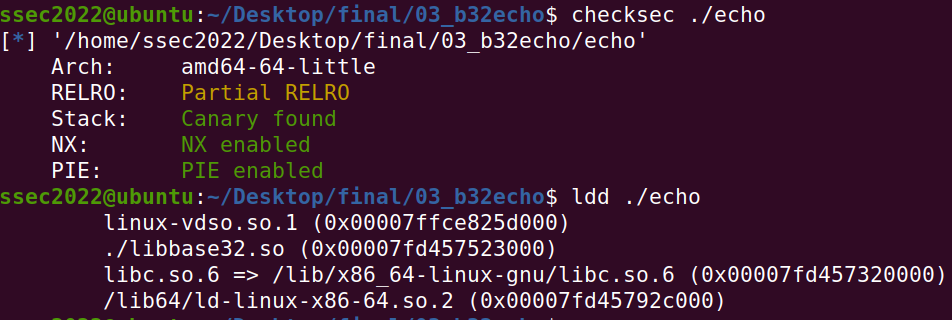 ssec2022@ubuntu:~/Desktop/final/03_b32echo$ checksec ./echo
[*] '/home/ssec2022/Desktop/final/03_b32echo/echo'
    Arch:     amd64-64-little
    RELRO:    Partial RELRO
    Stack:    Canary found
    NX:       NX enabled
    PIE:      PIE enabled
ssec2022@ubuntu:~/Desktop/final/03_b32echo$ ldd ./echo
        linux-vdso.so.1 (0x00007ffce825d000)
        ./libbase32.so (0x00007fd457523000)
        libc.so.6 => /lib/x86_64-linux-gnu/libc.so.6 (0x00007fd457320000)
        /lib64/ld-linux-x86-64.so.2 (0x00007fd45792c000)